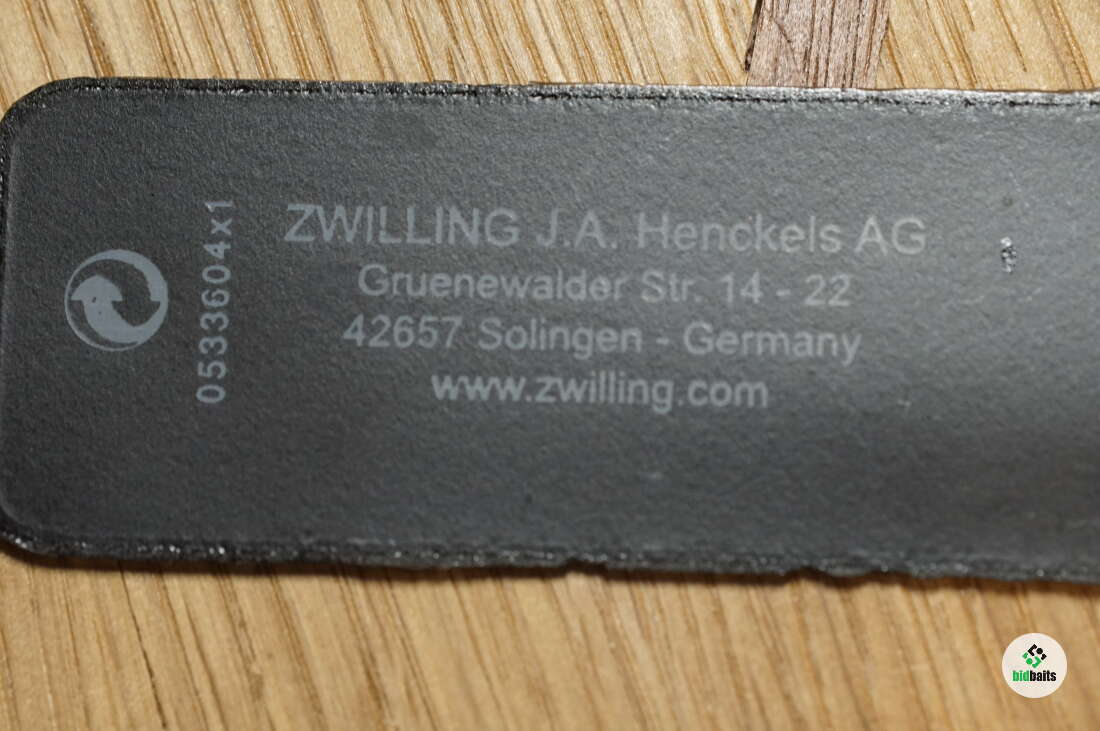 ZWILLING J.A. Henckels AG
Gruenewalder Str. 14 - 22
42657 Solingen - Germany
www.zwilling.com
0533604x1
bidbaits